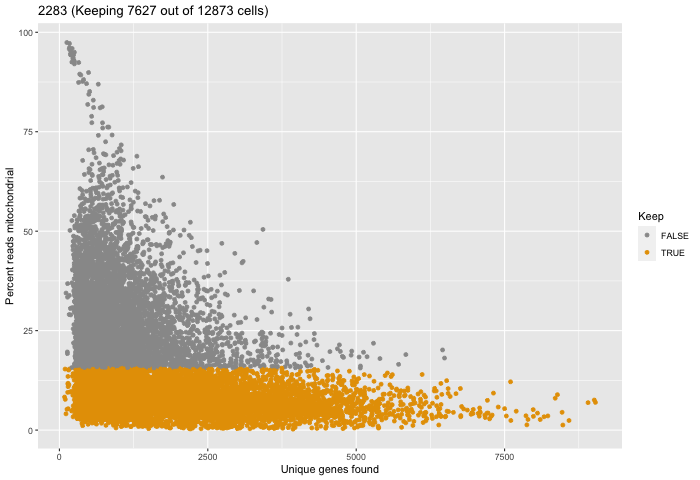 2283 (Keeping 7627 out of 12873 cells)
100
75
50
25
0
Percent reads mitochondrial
0 2500 5000 7500
Unique genes found
Keep
FALSE
TRUE